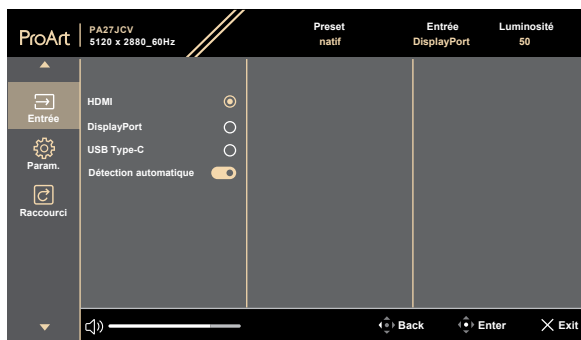 ProArt
PA27JCV
5120 x 2880_60Hz
Preset
natif
Entrée
DisplayPort
Luminosité
50
Entrée
Param.
Raccourci
HDMI
DisplayPort
USB Type-C
Détection automatique
Back
Enter
Exit